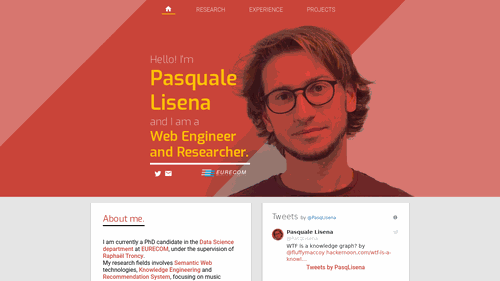 RESEARCH EXPERIENCE PROJECTS
Hello! I'm
Pasquale
Lisena
and I am a
Web Engineer
and Researcher.
EURECOM
About me.
I am currently a PhD candidate in the Data Science
department at EURECOM, under the supervision of
Raphaël Troncy.
My research fields involves Semantic Web
technologies, Knowledge Engineering and
Recommendation System, focusing on music
Tweets by @PasqLisena
Pasquale Lisena
@PasqLisena
WTF is a knowledge graph? by
@fluffymaccoy hackernoon.com/wtf-is-a-
knowl…
Tweets by PasqLisena